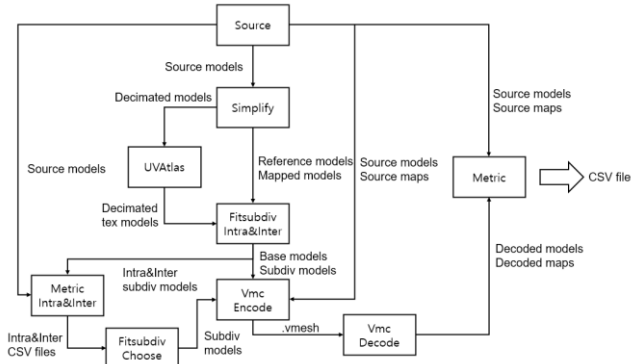 Source
Source models
Decimated models
Simplify
Source models
Source maps
UVAtlas
Reference models
Mapped models
Source models
Source maps
Source models
Metric
CSV file
Decimated
tex models
Fitsubdiv
Intra&Inter
Base models
Subdiv models
Decoded models
Decoded maps
Intra&Inter
subdiv models
Metric
Intra&Inter
Vmc
Encode
.vmesh
Vmc
Decode
Intra&Inter
CSV files
Fitsubdiv
Choose
Subdiv
models